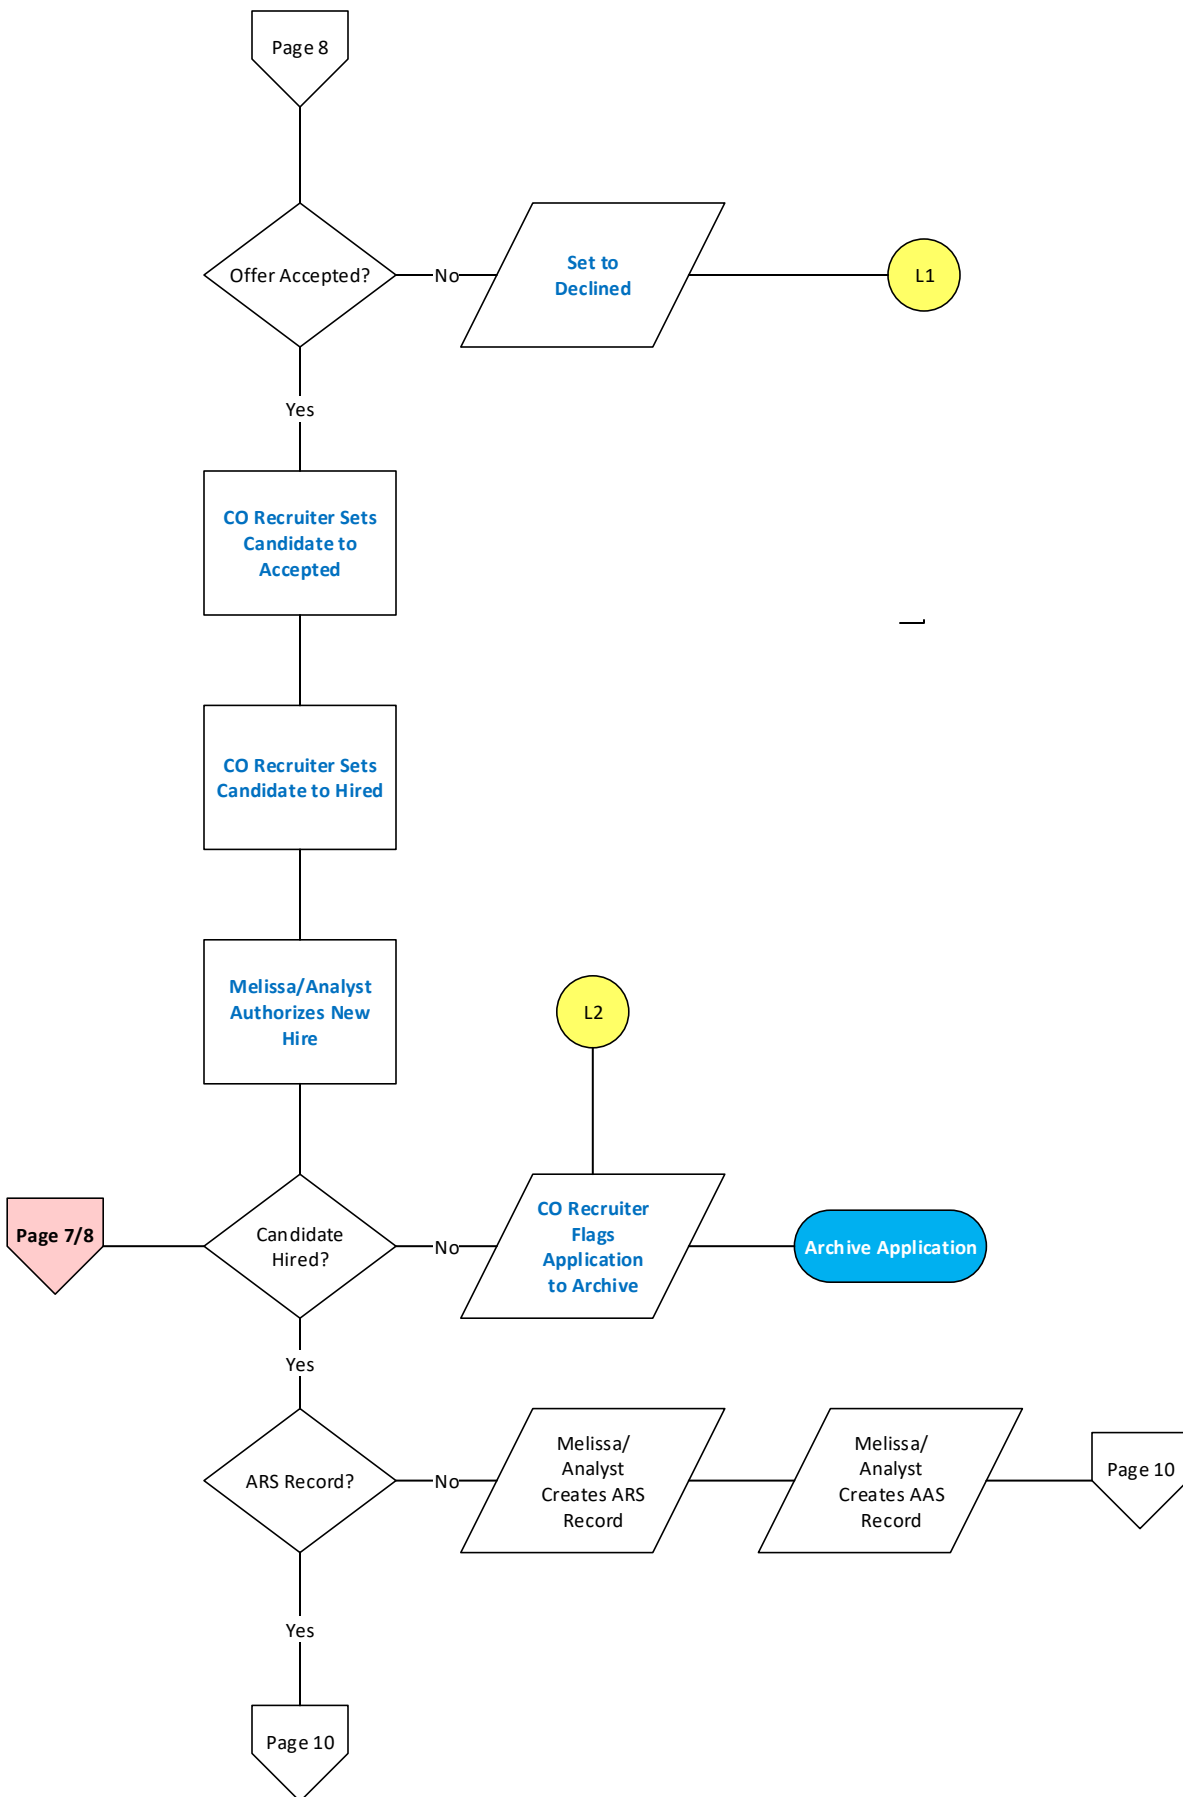 Page 8
Offer Accepted?
No
Set to
Declined
L1
Yes
CO Recruiter Sets
Candidate to
Accepted
CO Recruiter Sets
Candidate to Hired
Melissa/Analyst
Authorizes New
Hire
L2
Page 7/8
Candidate
Hired?
No
CO Recruiter
Flags
Application
to Archive
Archive Application
Yes
ARS Record?
No
Melissa/
Analyst
Creates ARS
Record
Melissa/
Analyst
Creates AAS
Record
Page 10
Yes
Page 10